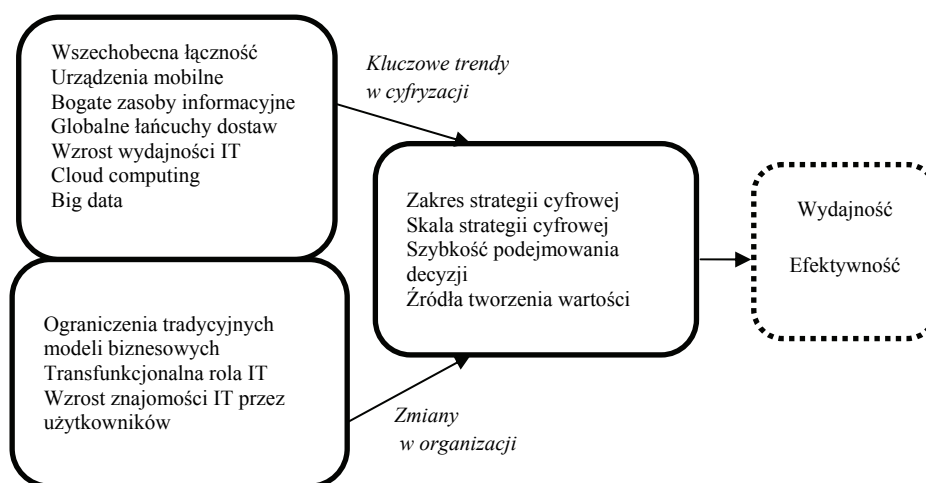 Wszechobecna łączność
Urządzenia mobilne
Bogate zasoby informacyjne
Globalne łańcuchy dostaw
Wzrost wydajności IT
Cloud computing
Big data
Kluczowe trendy
w cyfryzacji
Ograniczenia tradycyjnych
modeli biznesowych
Transfunkcjonalna rola IT
Wzrost znajomości IT przez
użytkowników
Zmiany
w organizacji
Zakres strategii cyfrowej
Skala strategii cyfrowej
Szybkość podejmowania
decyzji
Źródła tworzenia wartości
Wydajność
Efektywność